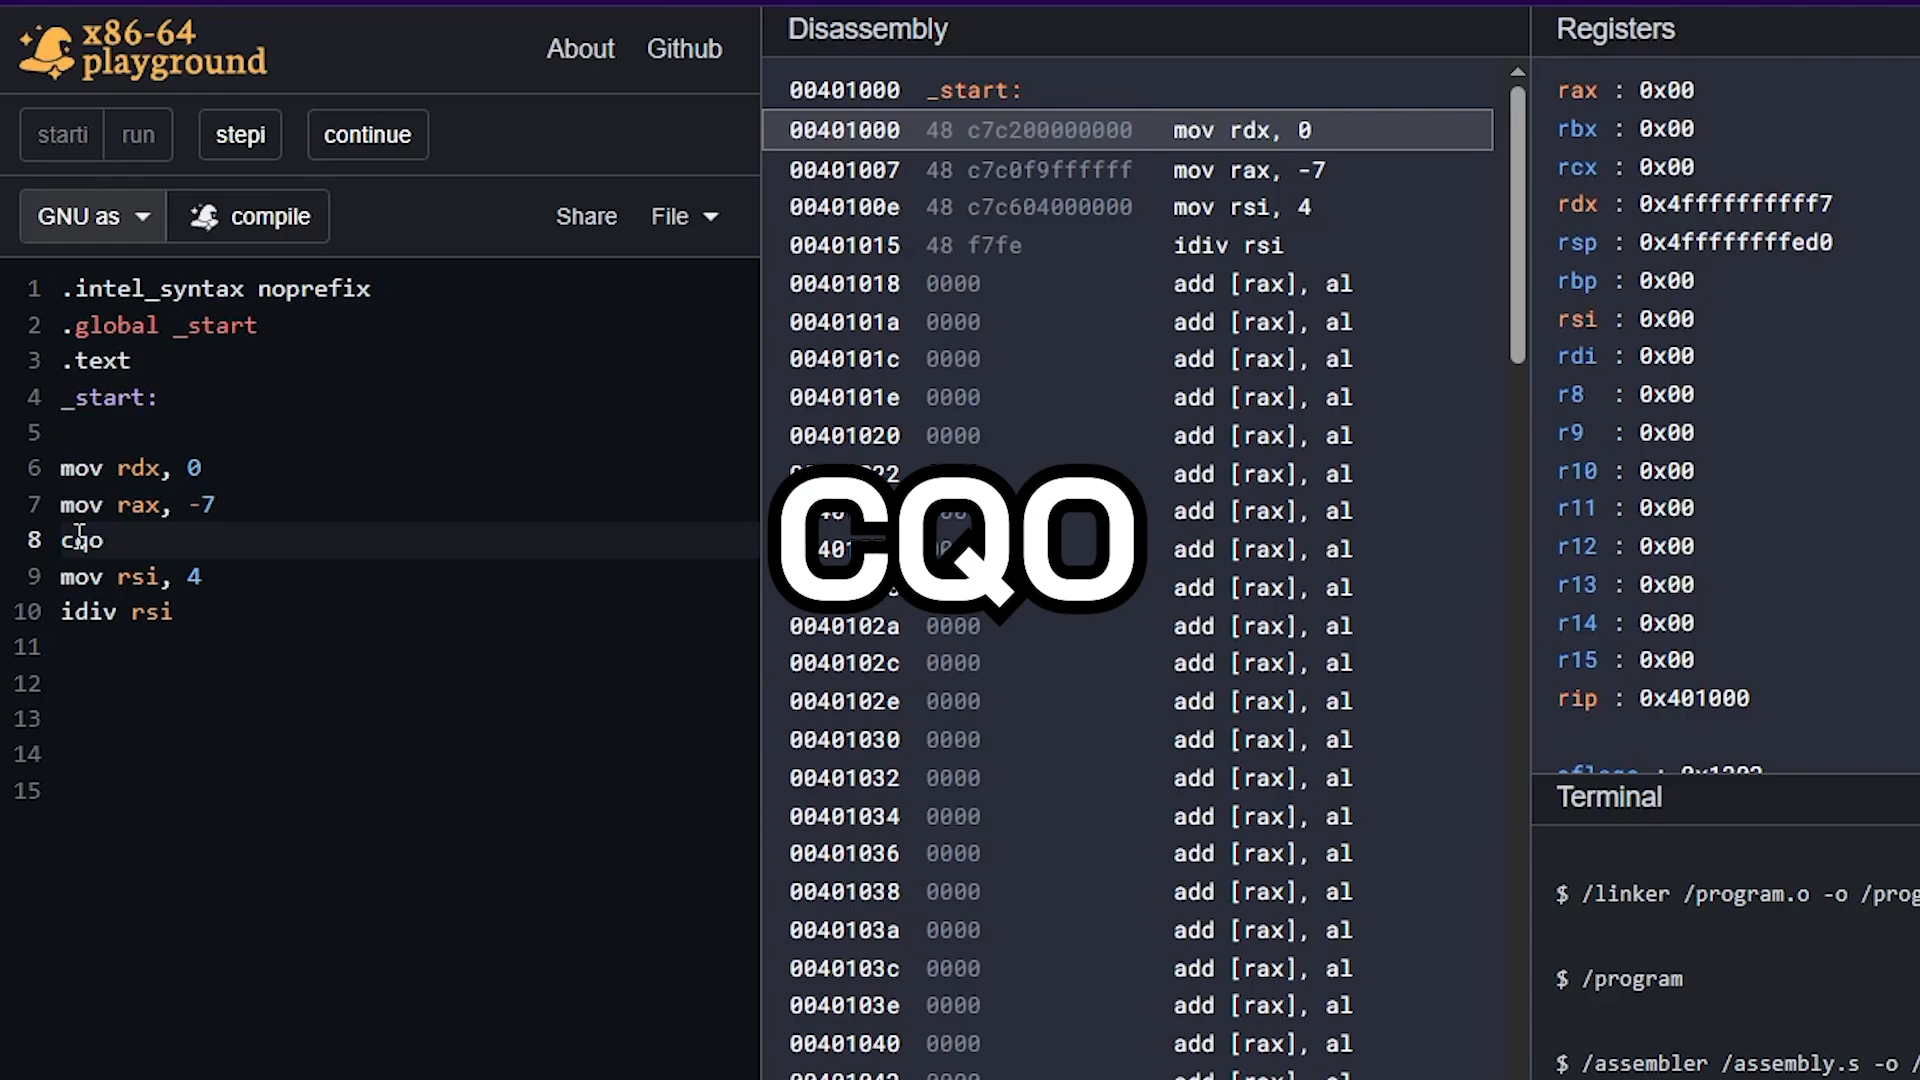 x86-64
playground
About Github
starti run stepi continue
GNU as compile Share File
1 .intel_syntax noprefix
2 .global _start
3 .text
4 _start:
5
6 mov rdx, 0
7 mov rax, -7
8 cqo
9 mov rsi, 4
10 idiv rsi
11
12
13
14
15
Disassembly
00401000 _start:
00401000 48 c7c200000000 mov rdx, 0
00401007 48 c7c0f9ffffff mov rax, -7
0040100e 48 c7c604000000 mov rsi, 4
00401015 48 f7fe idiv rsi
00401018 0000 add [rax], al
0040101a 0000 add [rax], al
0040101c 0000 add [rax], al
0040101e 0000 add [rax], al
00401020 0000 add [rax], al
add [rax], al
add [rax], al
add [rax], al
add [rax], al
0040102a 0000 add [rax], al
0040102c 0000 add [rax], al
0040102e 0000 add [rax], al
00401030 0000 add [rax], al
00401032 0000 add [rax], al
00401034 0000 add [rax], al
00401036 0000 add [rax], al
00401038 0000 add [rax], al
0040103a 0000 add [rax], al
0040103c 0000 add [rax], al
0040103e 0000 add [rax], al
00401040 0000 add [rax], al
CQO
Registers
rax : 0x00
rbx : 0x00
rcx : 0x00
rdx : 0x4ffffffffff7
rsp : 0x4ffffffffed0
rbp : 0x00
rsi : 0x00
rdi : 0x00
r8 : 0x00
r9 : 0x00
r10 : 0x00
r11 : 0x00
r12 : 0x00
r13 : 0x00
r14 : 0x00
r15 : 0x00
rip : 0x401000
Terminal
$ /linker /program.o -o /prog
$ /program
$ /assembler /assembly.s -o /